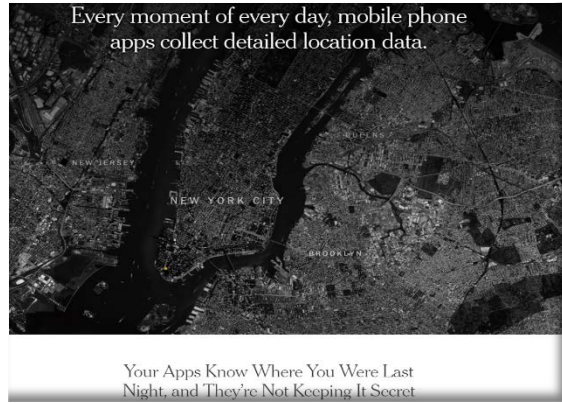 Every moment of every day, mobile phone
apps collect detailed location data.
QUEENS
NEW JERSEY
NEW YORK CITY
BROOKLYN
Your Apps Know Where You Were Last
Night, and They're Not Keeping It Secret